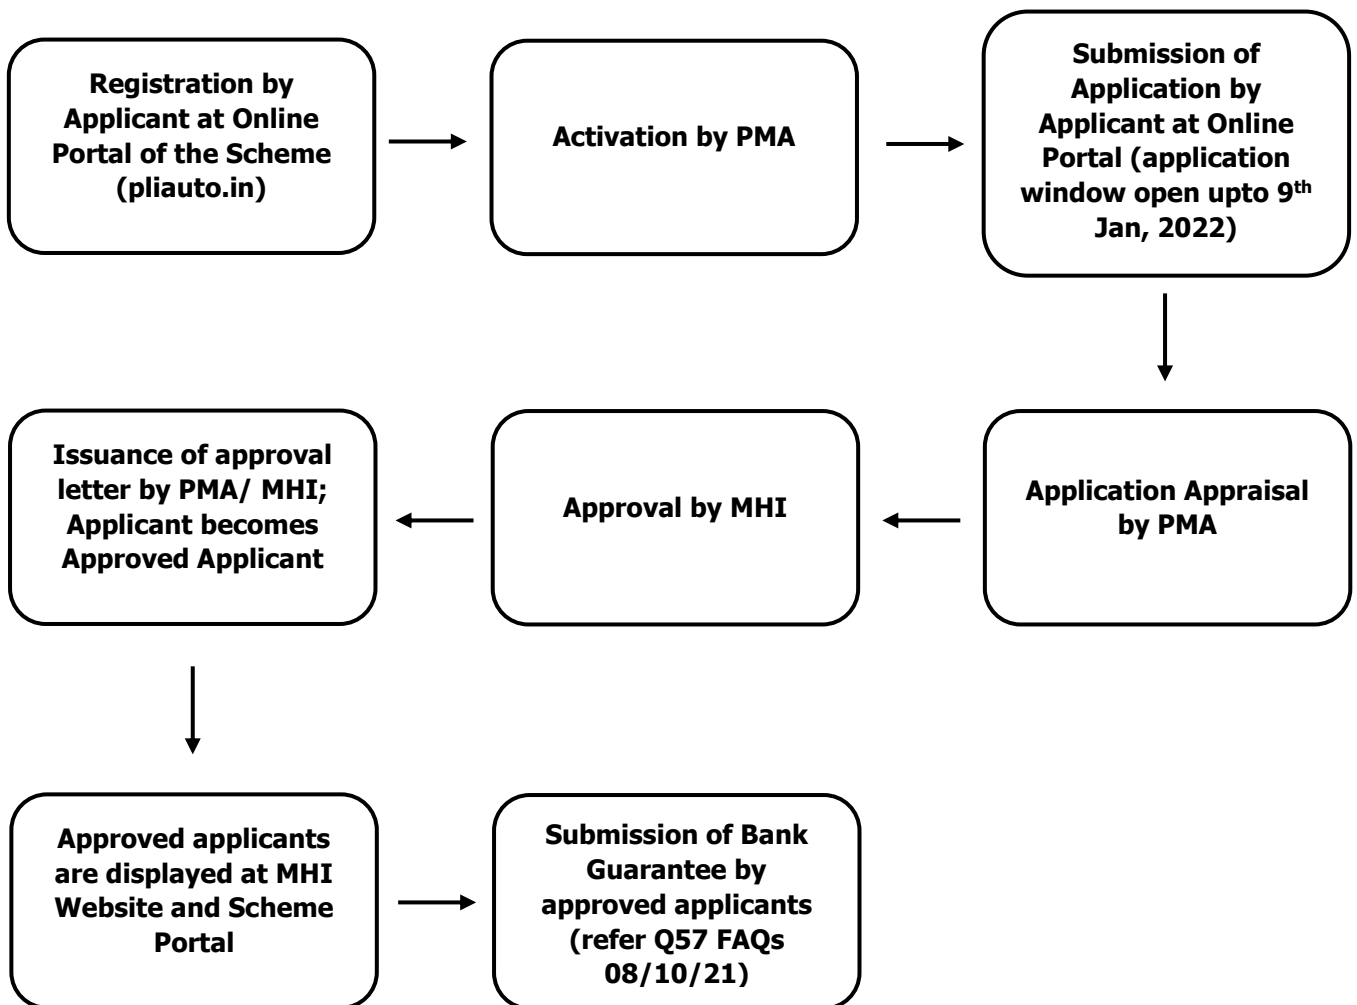 Registration by
Applicant at Online
Portal of the Scheme
(pliauto.in)
Activation by PMA
Submission of
Application by
Applicant at Online
Portal (application
window open upto 9th
Jan, 2022)
Application Appraisal
by PMA
Approval by MHI
Issuance of approval
letter by PMA/ MHI;
Applicant becomes
Approved Applicant
Approved applicants
are displayed at MHI
Website and Scheme
Portal
Submission of Bank
Guarantee by
approved applicants
(refer Q57 FAQs
08/10/21)